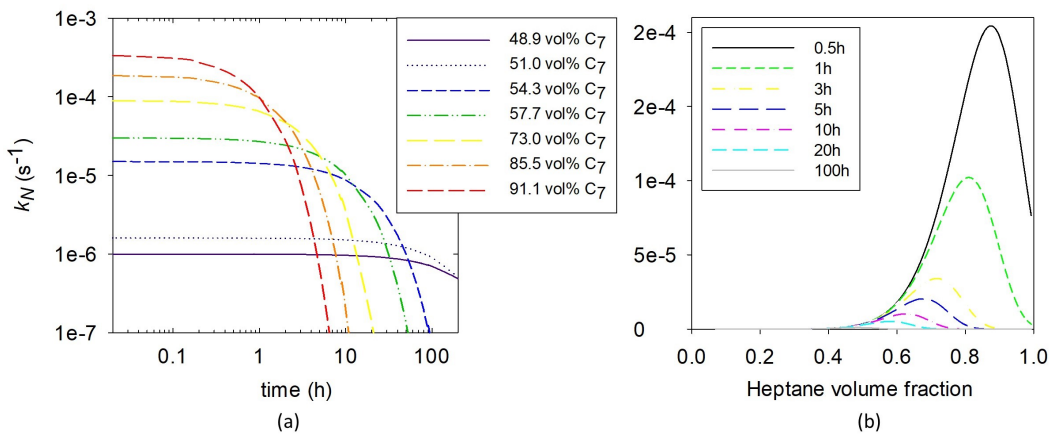 (a)
1e-3
1e-4
1e-5
1e-6
1e-7
k_N (s⁻¹)
0.1 1 10 100
time (h)
48.9 vol% C₇
51.0 vol% C₇
54.3 vol% C₇
57.7 vol% C₇
73.0 vol% C₇
85.5 vol% C₇
91.1 vol% C₇
(a)
(b)
2e-4
2e-4
1e-4
5e-5
0
0.0 0.2 0.4 0.6 0.8 1.0
Heptane volume fraction
0.5h
1h
3h
5h
10h
20h
100h
(b)